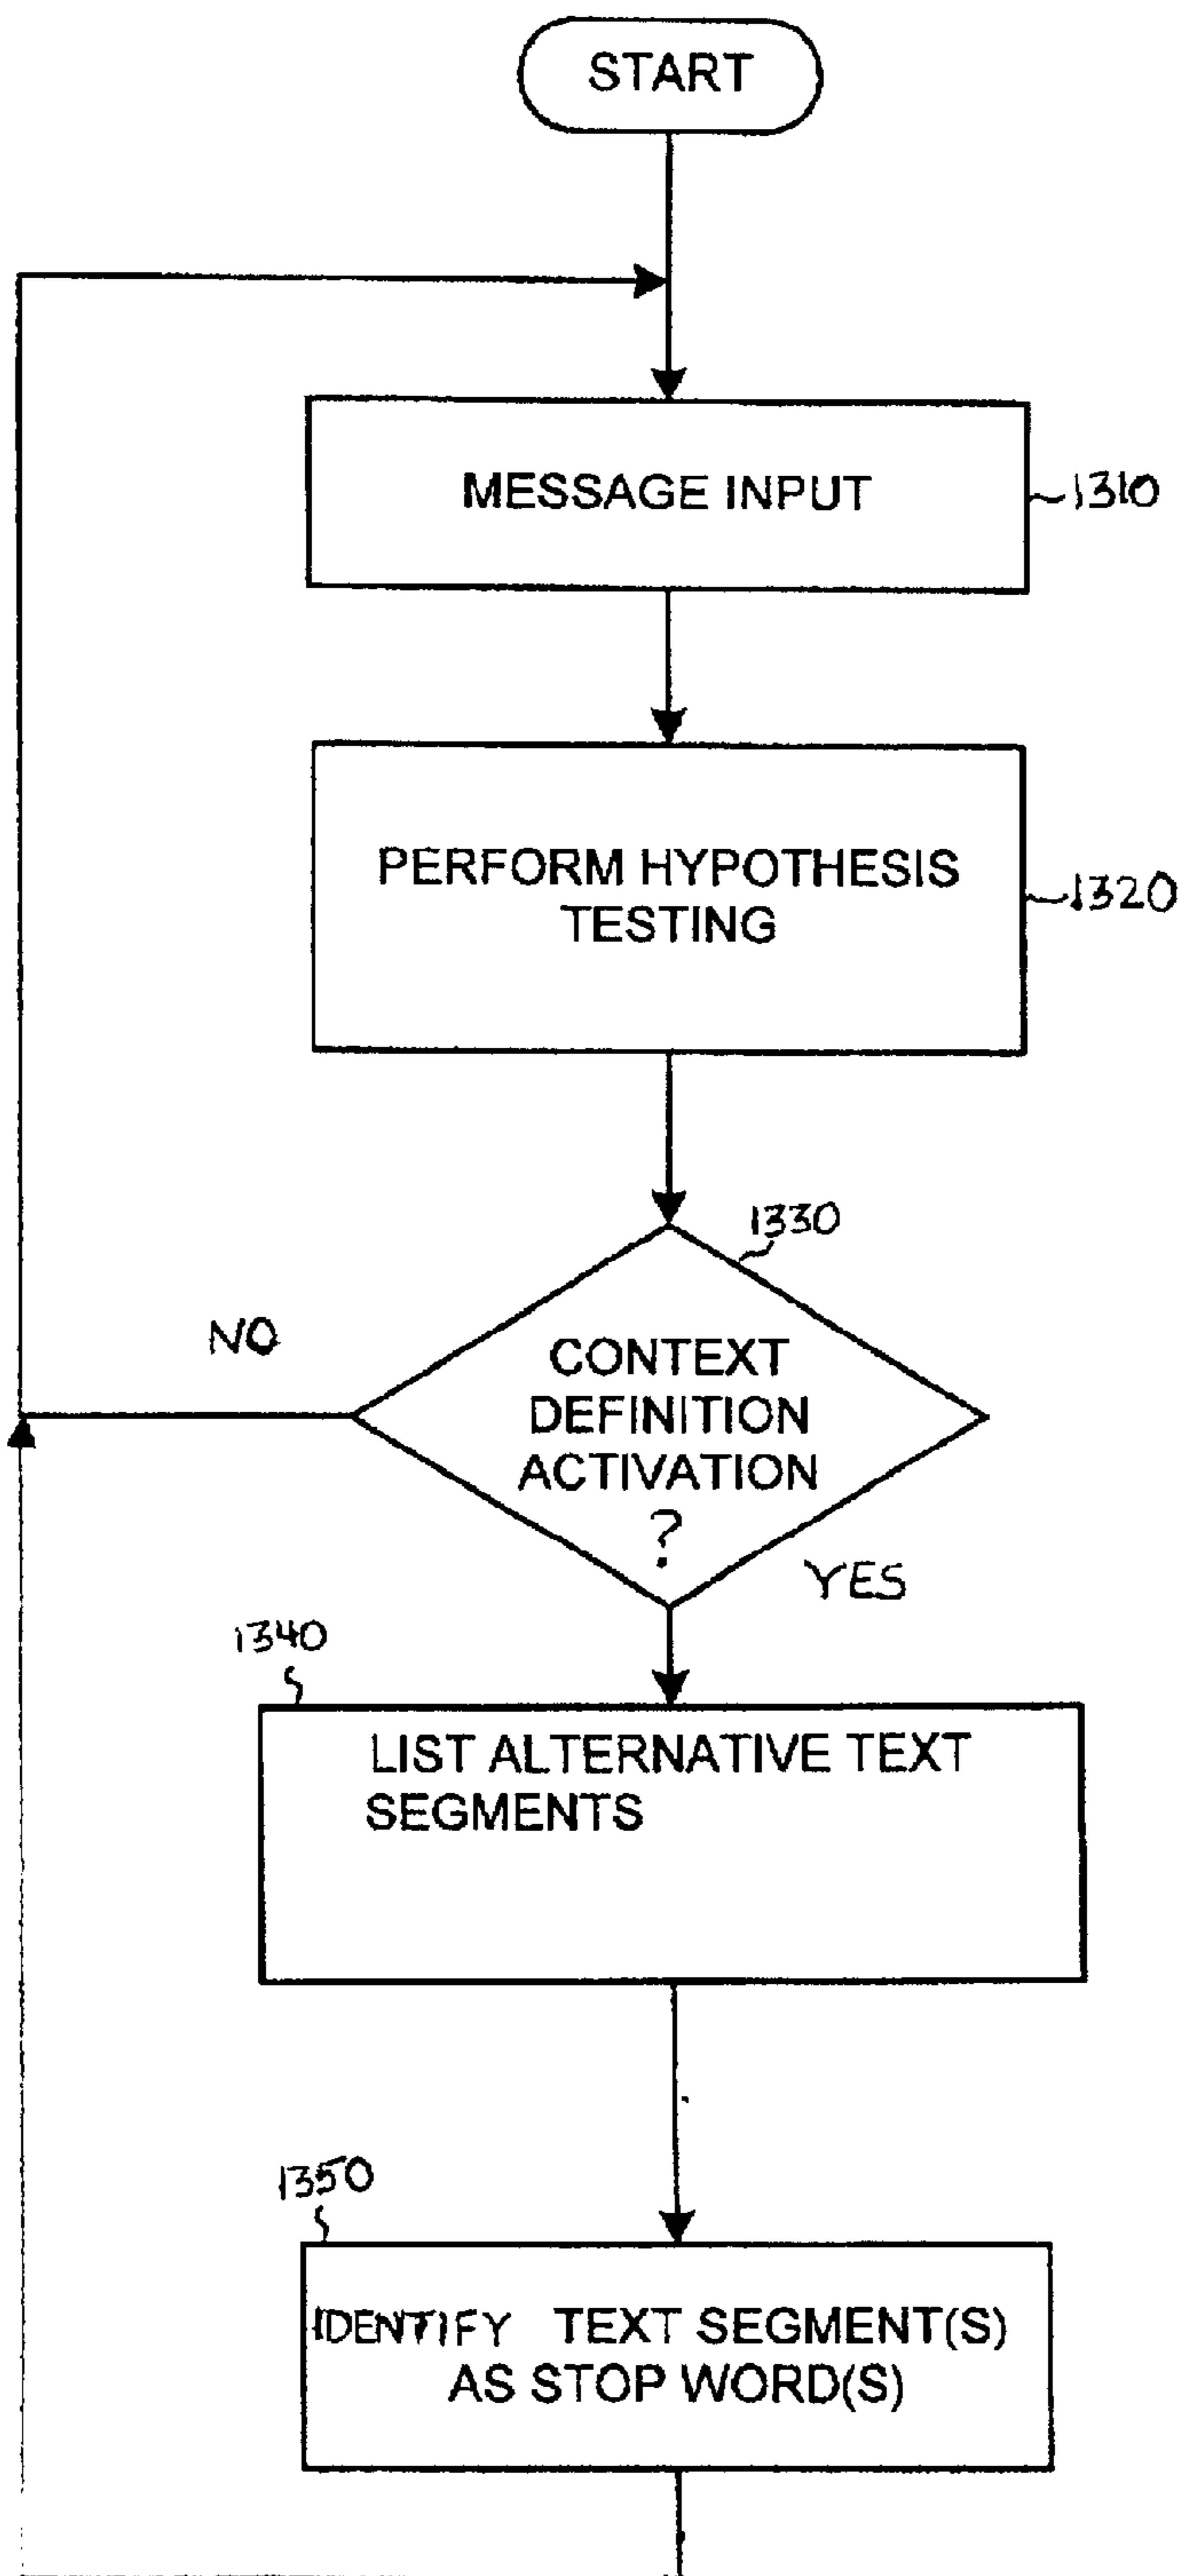 START
MESSAGE INPUT
1310
PERFORM HYPOTHESIS
TESTING
1320
1330
CONTEXT
DEFINITION
ACTIVATION
?
NO
YES
1340
LIST ALTERNATIVE TEXT
SEGMENTS
1350
IDENTIFY TEXT SEGMENT(S)
AS STOP WORD(S)